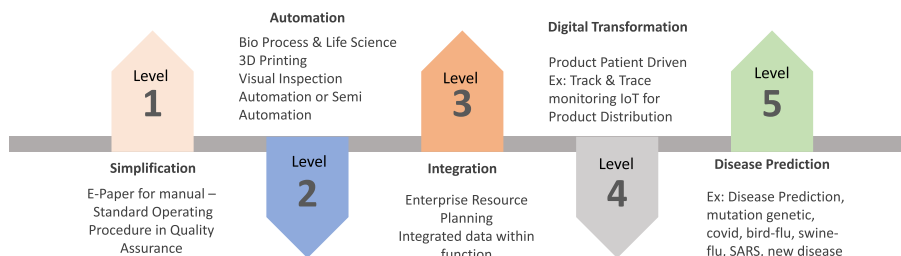 Level
1
Simplification
E-Paper for manual –
Standard Operating
Procedure in Quality
Assurance
Automation
Bio Process & Life Science
3D Printing
Visual Inspection
Automation or Semi
Automation
Level
2
Level
3
Integration
Enterprise Resource
Planning
Integrated data within
function
Digital Transformation
Product Patient Driven
Ex: Track & Trace
monitoring IoT for
Product Distribution
Level
4
Level
5
Disease Prediction
Ex: Disease Prediction,
mutation genetic,
covid, bird-flu, swine-
flu, SARS, new disease